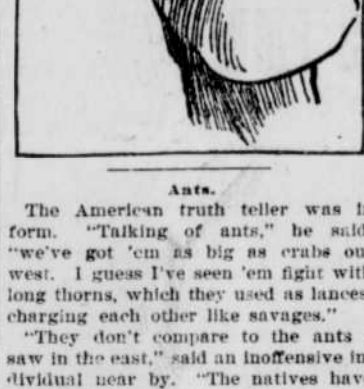 Ants.
The American truth teller was i
form. "Talking of ants," he said
"we've got 'em as big as crabs ou
west. I guess I've seen 'em fight wit
long thorns, which they used as lances
charging each other like savages."
"They don't compare to the ants
saw in the east," said an inoffensive in
dividual near by. "The natives hav